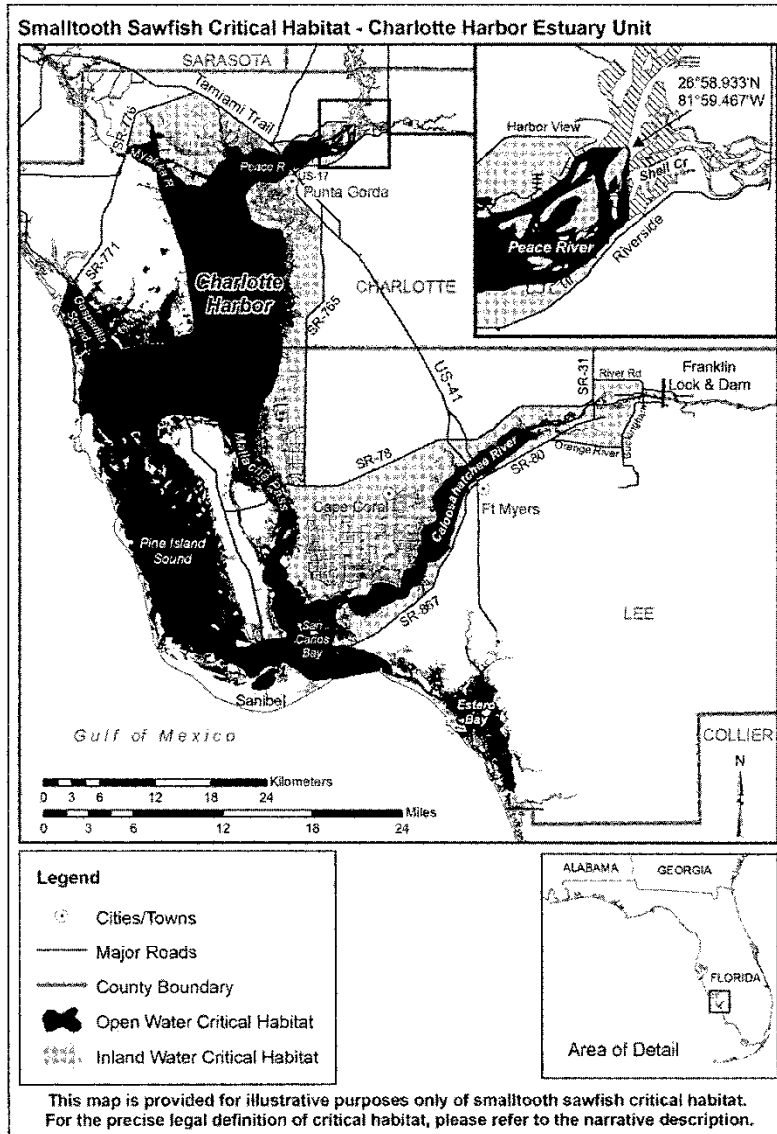 Smalltooth Sawfish Critical Habitat - Charlotte Harbor Estuary Unit
SARASOTA
Tamiami Trail
SR-776
Myakka R
Peace R
US-17
Punta Gorda
26°58.933'N
81°59.467'W
Harbor View
Shell Cr
Peace River
Riverside
SR-771
Gasparilla
Sound
Charlotte
Harbor
CHARLOTTE
SR-765
US-41
SR-31
River Rd
Franklin
Lock & Dam
Matlacha Pass
SR-78
Orange River
SR-80
Cape Coral
Caloosahatchee River
Ft Myers
Pine Island
Sound
SR-867
LEE
San
Carlos
Bay
Sanibel
Estero
Bay
Gulf of Mexico
COLLIER
N
Kilometers
0 3 6 12 18 24
Miles
0 3 6 12 18 24
Legend
Cities/Towns
Major Roads
County Boundary
Open Water Critical Habitat
Inland Water Critical Habitat
ALABAMA
GEORGIA
FLORIDA
Area of Detail
This map is provided for illustrative purposes only of smalltooth sawfish critical habitat.
For the precise legal definition of critical habitat, please refer to the narrative description.